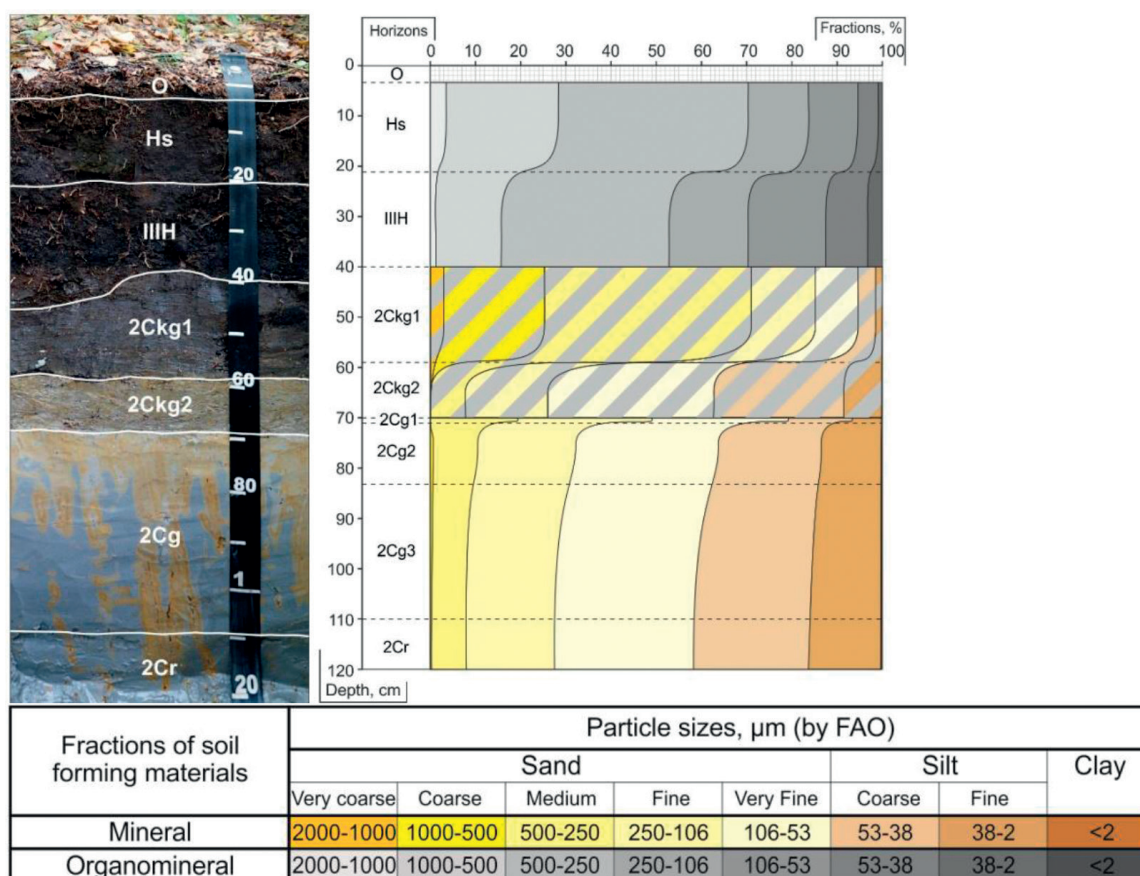 O
Hs
20
IIIH
40
2Ckg1
60
2Ckg2
80
2Cg
1
2Cr
20
Horizons
Fractions, %
0 10 20 30 40 50 60 70 80 90 100
0
O
10
Hs
20
30
IIIH
40
50
2Ckg1
60
2Ckg2
70
2Cg1
2Cg2
80
90
2Cg3
100
110
2Cr
120
Depth, cm
Fractions of soil forming materials
Particle sizes, µm (by FAO)
Sand Silt Clay
Very coarse Coarse Medium Fine Very Fine Coarse Fine
Mineral 2000-1000 1000-500 500-250 250-106 106-53 53-38 38-2 <2
Organomineral 2000-1000 1000-500 500-250 250-106 106-53 53-38 38-2 <2